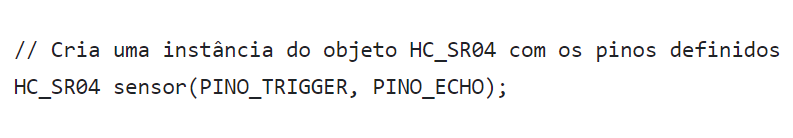 // Cria uma instância do objeto HC_SR04 com os pinos definidos
HC_SR04 sensor(PINO_TRIGGER, PINO_ECHO);